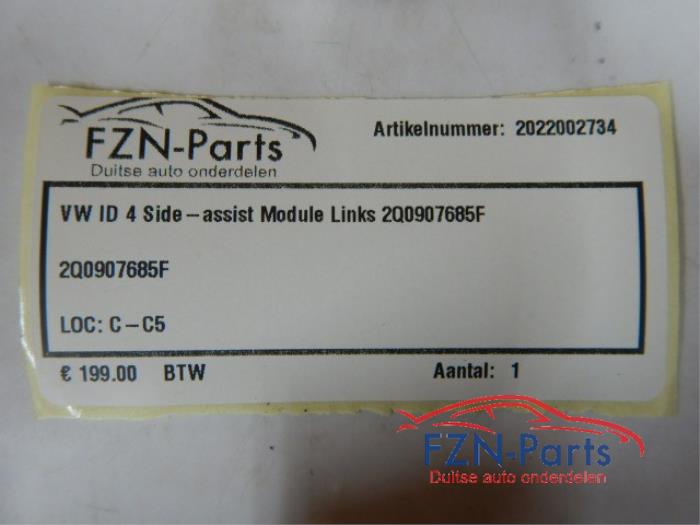 FZN-Parts
Duitse auto onderdelen
Artikelnummer: 2022002734
VW ID 4 Side-assist Module Links 2Q0907685F
2Q0907685F
LOC: C-C5
€ 199.00 BTW
Aantal: 1
FZN-Parts
Duitse auto onderdelen